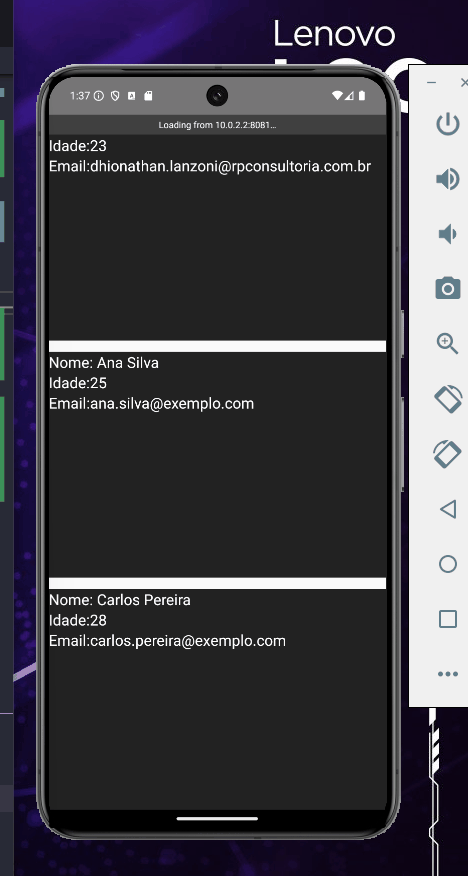 Lenovo
1:37
Loading from 10.0.2.2:8081...
Idade:23
Email:dhionathan.lanzoni@rpconsultoria.com.br
Nome: Ana Silva
Idade:25
Email:ana.silva@exemplo.com
Nome: Carlos Pereira
Idade:28
Email:carlos.pereira@exemplo.com